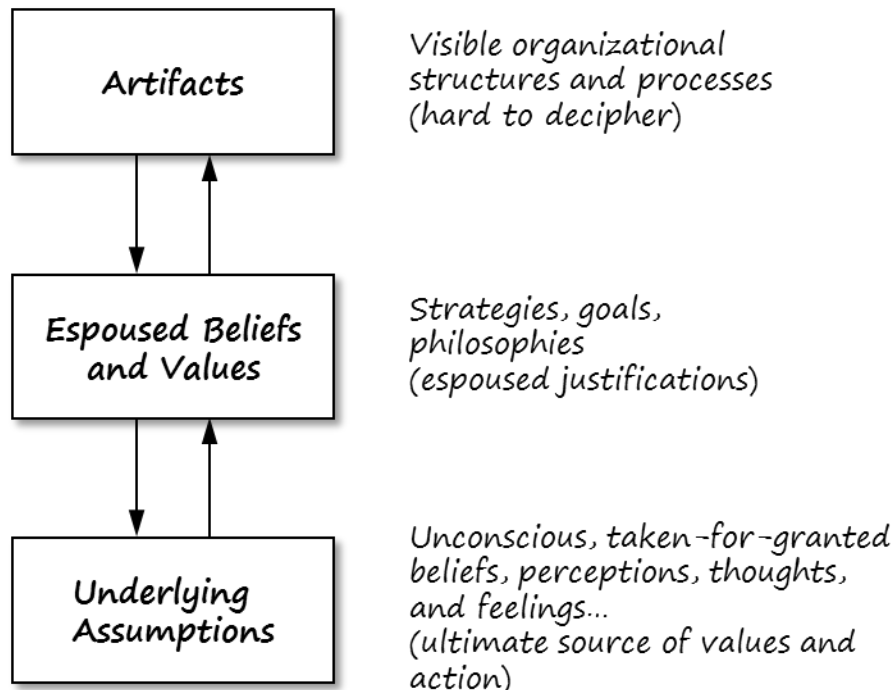 Artifacts
Visible organizational
structures and processes
(hard to decipher)
Espoused Beliefs
and Values
Strategies, goals,
philosophies
(espoused justifications)
Underlying
Assumptions
Unconscious, taken-for-granted
beliefs, perceptions, thoughts,
and feelings...
(ultimate source of values and
action)